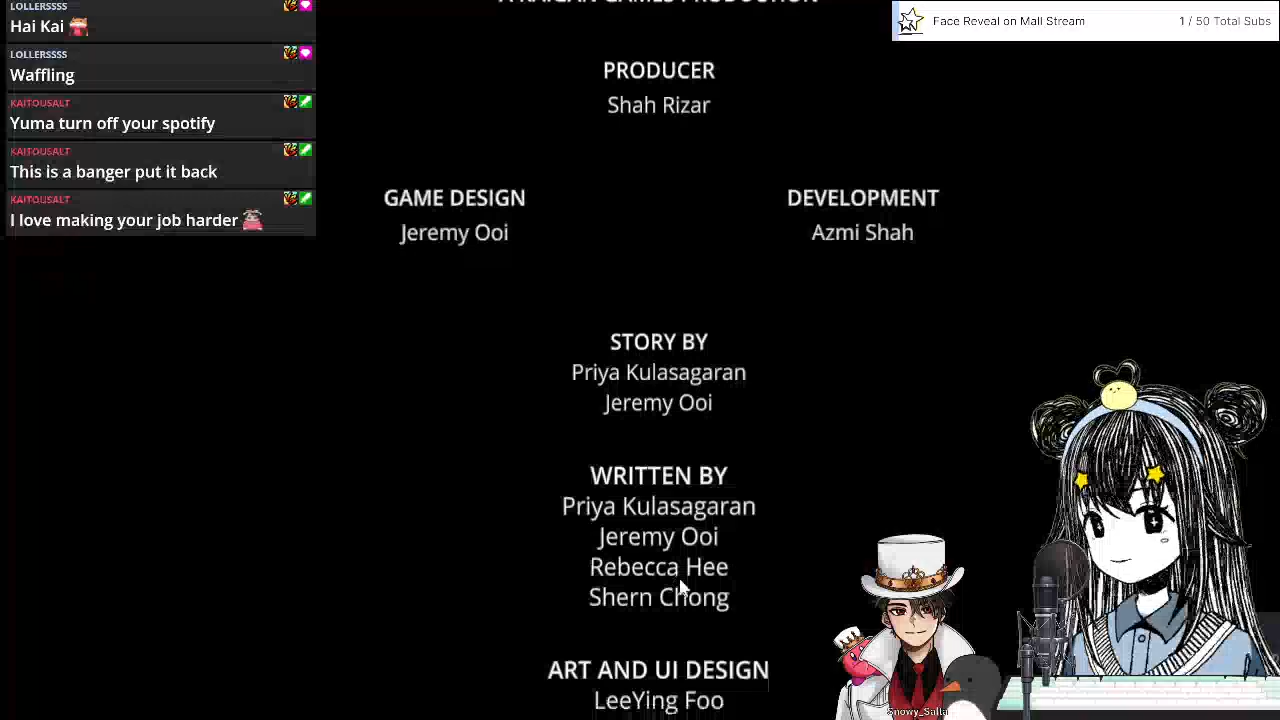 LOLLERSSSS
Hai Kai
LOLLERSSSS
Waffling
KAITOUSALT
Yuma turn off your spotify
KAITOUSALT
This is a banger put it back
KAITOUSALT
I love making your job harder
A KAIGAN GAMES PRODUCTION
PRODUCER
Shah Rizar
GAME DESIGN
Jeremy Ooi
DEVELOPMENT
Azmi Shah
STORY BY
Priya Kulasagaran
Jeremy Ooi
WRITTEN BY
Priya Kulasagaran
Jeremy Ooi
Rebecca Hee
Shern Chong
ART AND UI DESIGN
LeeYing Foo
Face Reveal on Mall Stream
1 / 50 Total Subs